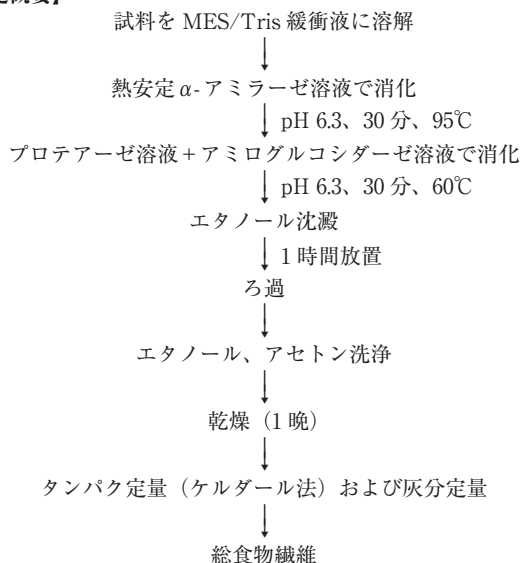 試料を MES/Tris 緩衝液に溶解
熱安定 α- アミラーゼ溶液で消化
pH 6.3、30 分、95℃
プロテアーゼ溶液+アミログルコシダーゼ溶液で消化
pH 6.3、30 分、60℃
エタノール沈澱
1 時間放置
ろ過
エタノール、アセトン洗浄
乾燥（1 晩）
タンパク定量（ケルダール法）および灰分定量
総食物繊維